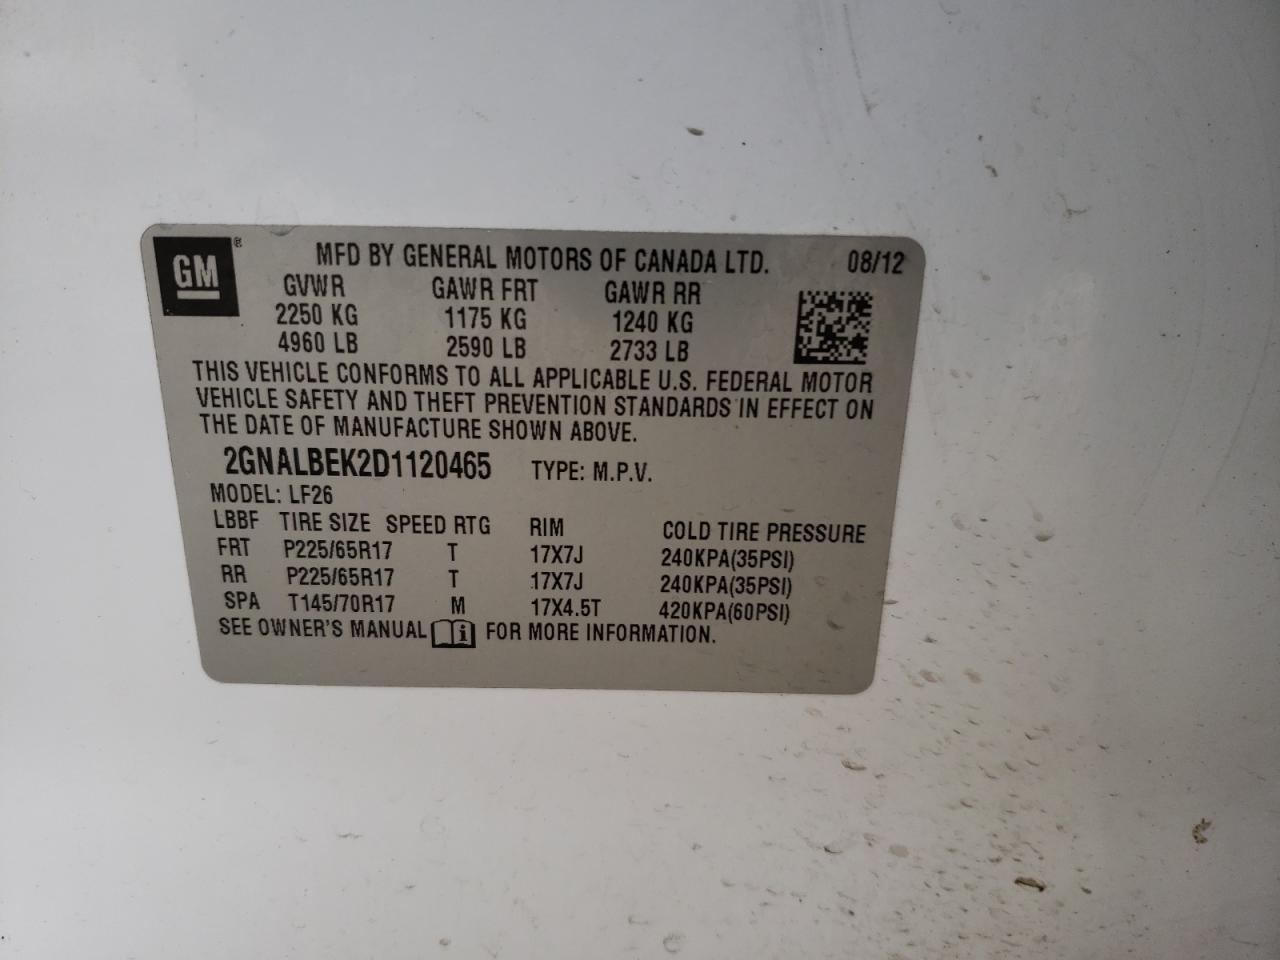 GM ® MFD BY GENERAL MOTORS OF CANADA LTD. 08/12
GVWR GAWR FRT GAWR RR
2250 KG 1175 KG 1240 KG
4960 LB 2590 LB 2733 LB
THIS VEHICLE CONFORMS TO ALL APPLICABLE U.S. FEDERAL MOTOR
VEHICLE SAFETY AND THEFT PREVENTION STANDARDS IN EFFECT ON
THE DATE OF MANUFACTURE SHOWN ABOVE.
2GNALBEK2D1120465 TYPE: M.P.V.
MODEL: LF26
LBBF TIRE SIZE SPEED RTG RIM COLD TIRE PRESSURE
FRT P225/65R17 T 17X7J 240KPA(35PSI)
RR P225/65R17 T 17X7J 240KPA(35PSI)
SPA T145/70R17 M 17X4.5T 420KPA(60PSI)
SEE OWNER'S MANUAL i FOR MORE INFORMATION.